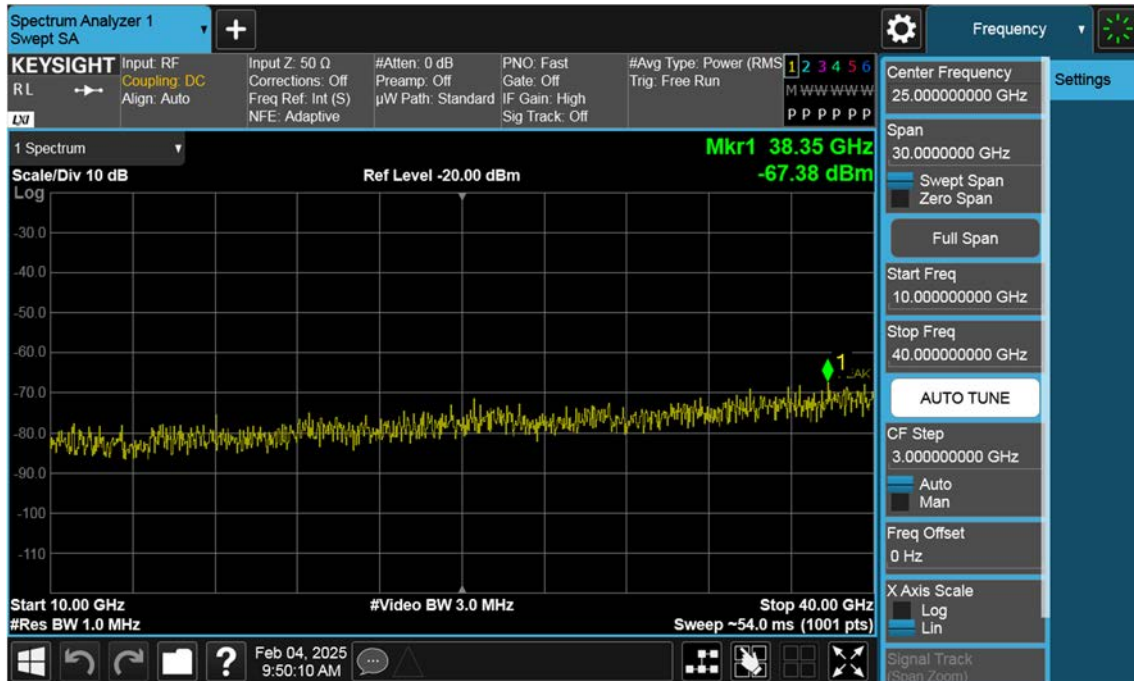 Spectrum Analyzer 1
Swept SA
Frequency
KEYSIGHT
RL
LXI
Input: RF
Coupling: DC
Align: Auto
Input Z: 50 Ω
Corrections: Off
Freq Ref: Int (S)
NFE: Adaptive
#Atten: 0 dB
Preamp: Off
µW Path: Standard
PNO: Fast
Gate: Off
IF Gain: High
Sig Track: Off
#Avg Type: Power (RMS
Trig: Free Run
1 2 3 4 5 6
M W W W W W
P P P P P P
1 Spectrum
Mkr1 38.35 GHz
-67.38 dBm
Scale/Div 10 dB
Ref Level -20.00 dBm
Log
-30.0
-40.0
-50.0
-60.0
-70.0
-80.0
-90.0
-100
-110
1
Start 10.00 GHz
#Video BW 3.0 MHz
Stop 40.00 GHz
#Res BW 1.0 MHz
Sweep ~54.0 ms (1001 pts)
Feb 04, 2025
9:50:10 AM
Center Frequency
25.000000000 GHz
Span
30.0000000 GHz
Swept Span
Zero Span
Full Span
Start Freq
10.000000000 GHz
Stop Freq
40.000000000 GHz
AUTO TUNE
CF Step
3.000000000 GHz
Auto
Man
Freq Offset
0 Hz
X Axis Scale
Log
Lin
Signal Track
(Span Zoom)
Settings